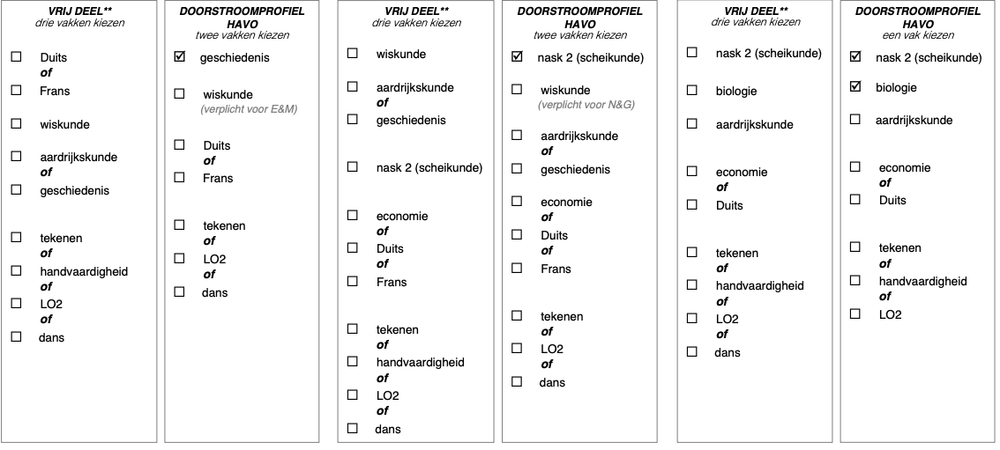 VRIJ DEEL**
drie vakken kiezen
Duits
of
Frans
wiskunde
aardrijkskunde
of
geschiedenis
tekenen
of
handvaardigheid
of
LO2
of
dans
DOORSTROOMPROFIEL
HAVO
twee vakken kiezen
geschiedenis
wiskunde
(verplicht voor E&M)
Duits
of
Frans
tekenen
of
LO2
of
dans
VRIJ DEEL**
drie vakken kiezen
wiskunde
aardrijkskunde
of
geschiedenis
nask 2 (scheikunde)
economie
of
Duits
of
Frans
tekenen
of
handvaardigheid
of
LO2
of
dans
DOORSTROOMPROFIEL
HAVO
twee vakken kiezen
nask 2 (scheikunde)
wiskunde
(verplicht voor N&G)
aardrijkskunde
of
geschiedenis
economie
of
Duits
of
Frans
tekenen
of
LO2
of
dans
VRIJ DEEL**
drie vakken kiezen
nask 2 (scheikunde)
biologie
aardrijkskunde
economie
of
Duits
tekenen
of
handvaardigheid
of
LO2
of
dans
DOORSTROOMPROFIEL
HAVO
een vak kiezen
nask 2 (scheikunde)
biologie
aardrijkskunde
economie
of
Duits
tekenen
of
handvaardigheid
of
LO2